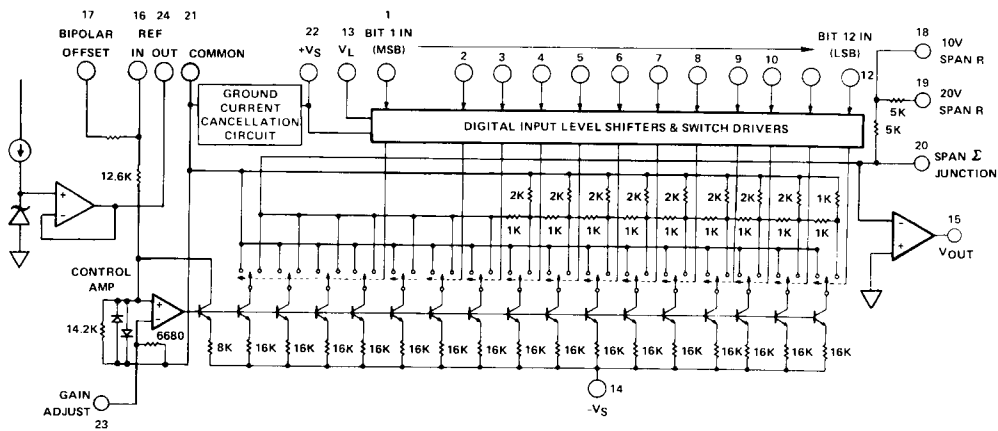 17 16 24 21
BIPOLAR REF
OFFSET IN OUT COMMON
22 13 1
+VS VL BIT 1 IN
(MSB)
BIT 12 IN
(LSB)
2 3 4 5 6 7 8 9 10 12
18
10V
SPAN R
19
20V
SPAN R
5K
5K
20
SPAN Σ
JUNCTION
GROUND
CURRENT
CANCELLATION
CIRCUIT
DIGITAL INPUT LEVEL SHIFTERS & SWITCH DRIVERS
12.6K
2K 2K 2K 2K 2K 2K 2K 1K
1K 1K 1K 1K 1K 1K 1K 1K
+
−
−
+
15
VOUT
CONTROL
AMP
+
−
14.2K
6680
8K 16K 16K 16K 16K 16K 16K 16K 16K 16K 16K 16K 16K 16K 16K 16K
14
−VS
GAIN
ADJUST
23